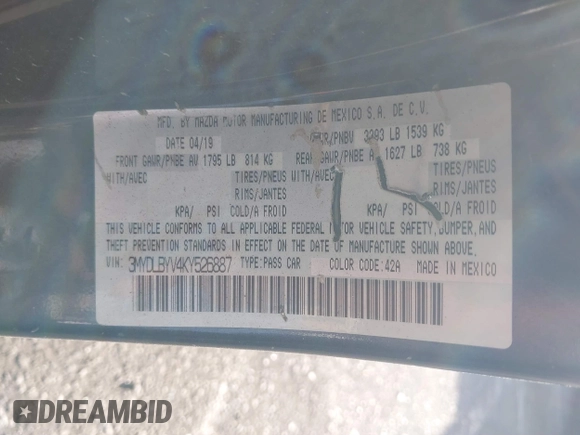 MFD. BY MAZDA MOTOR MANUFACTURING DE MEXICO S.A. DE C.V.
DATE 04/19 GVWR/PNBV 3393 LB 1539 KG
FRONT GAWR/PNBE AV 1795 LB 814 KG REAR GAWR/PNBE A 1627 LB 738 KG
WITH/AVEC TIRES/PNEUS WITH/AVEC TIRES/PNEUS
RIMS/JANTES RIMS/JANTES
KPA/ PSI COLD/A FROID KPA/ PSI COLD/A FROID
THIS VEHICLE CONFORMS TO ALL APPLICABLE FEDERAL MOTOR VEHICLE SAFETY, BUMPER, AND
THEFT PREVENTION STANDARDS IN EFFECT ON THE DATE OF MANUFACTURE SHOWN ABOVE.
VIN: 3MYDLBYV4KY526887 TYPE:PASS CAR COLOR CODE:42A MADE IN MEXICO
DREAMBID